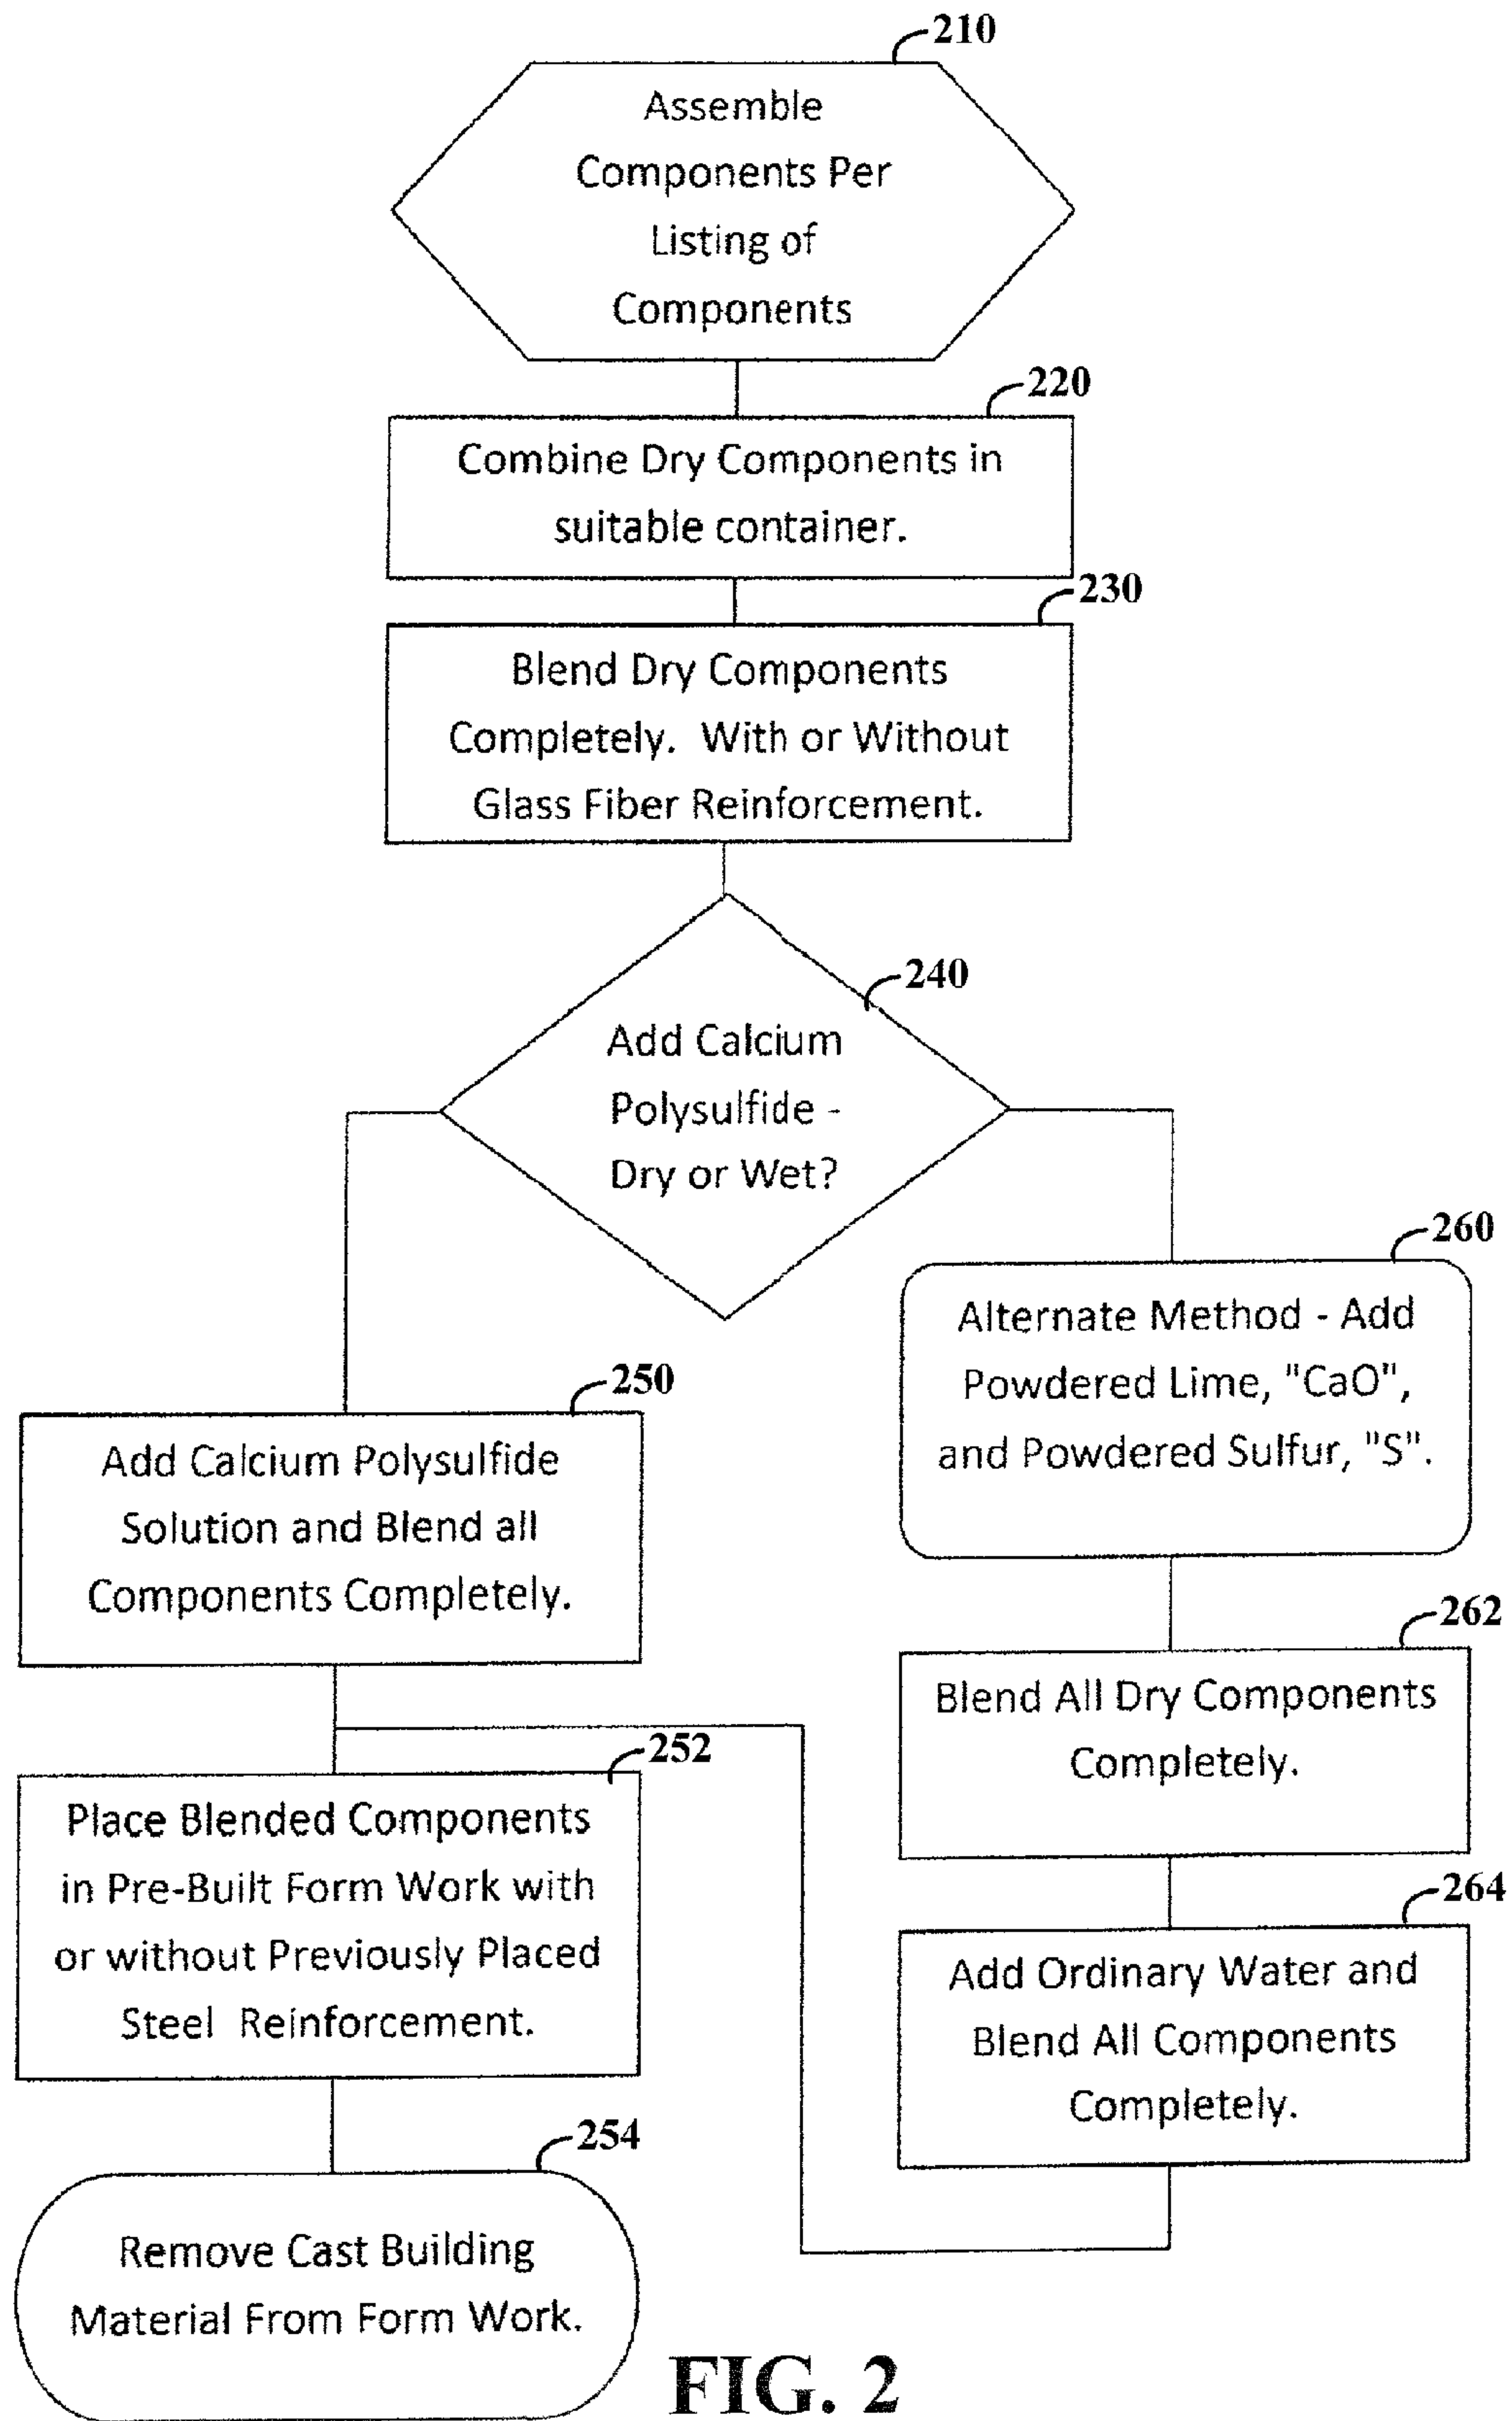 210
Assemble
Components Per
Listing of
Components
220
Combine Dry Components in
suitable container.
230
Blend Dry Components
Completely. With or Without
Glass Fiber Reinforcement.
240
Add Calcium
Polysulfide -
Dry or Wet?
250
Add Calcium Polysulfide
Solution and Blend all
Components Completely.
252
Place Blended Components
in Pre-Built Form Work with
or without Previously Placed
Steel Reinforcement.
254
Remove Cast Building
Material From Form Work.
260
Alternate Method - Add
Powdered Lime, "CaO",
and Powdered Sulfur, "S".
262
Blend All Dry Components
Completely.
264
Add Ordinary Water and
Blend All Components
Completely.
FIG. 2